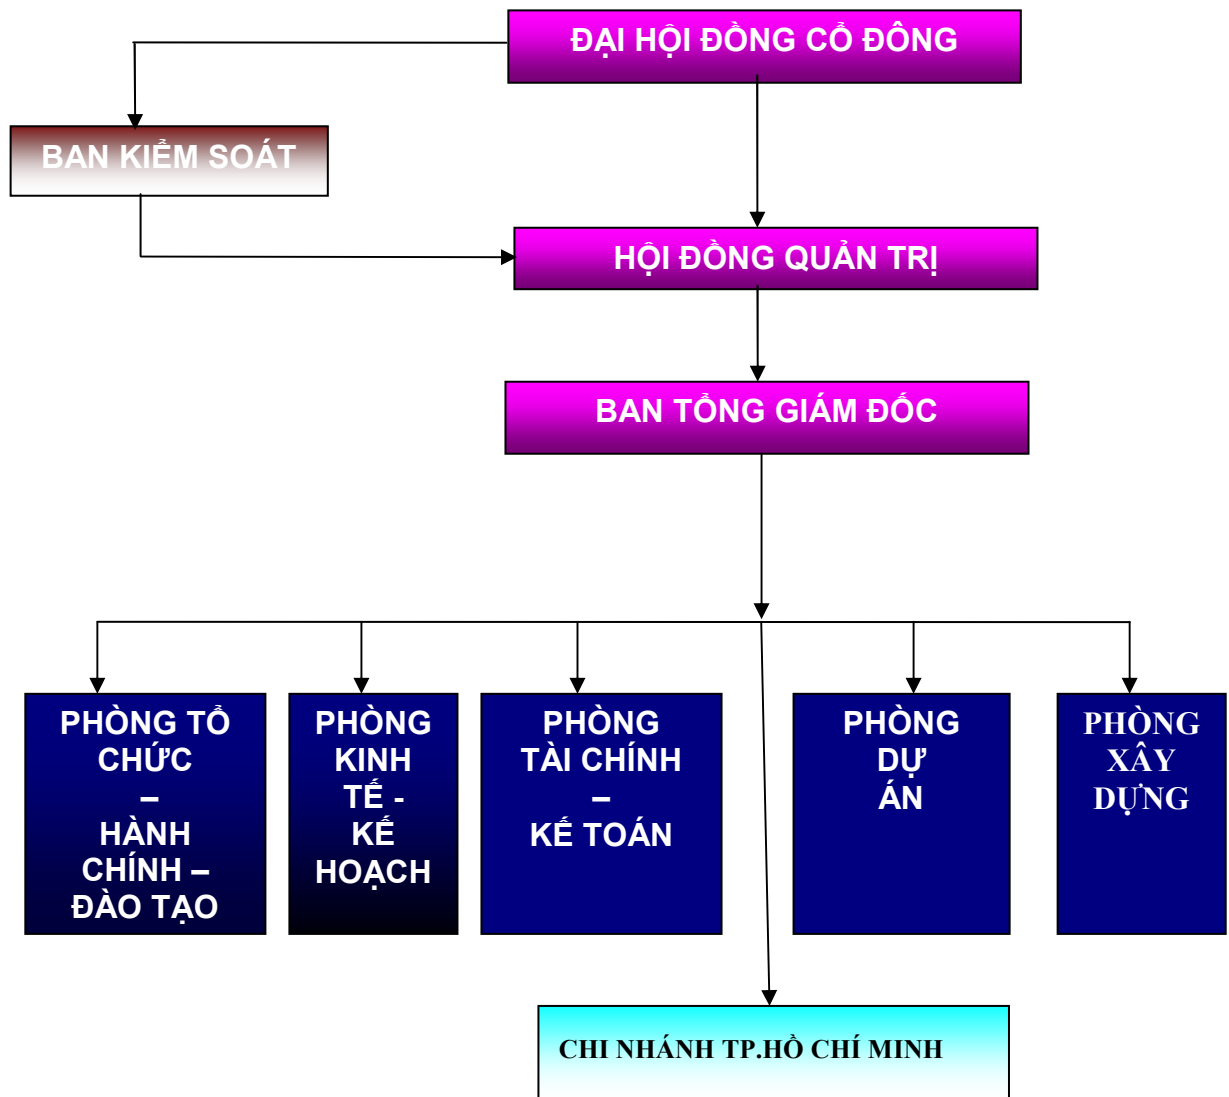 ĐẠI HỘI ĐỒNG CỔ ĐÔNG
BAN KIỂM SOÁT
HỘI ĐỒNG QUẢN TRỊ
BAN TỔNG GIÁM ĐỐC
PHÒNG TỔ
CHỨC
–
HÀNH
CHÍNH –
ĐÀO TẠO
PHÒNG
KINH
TẾ -
KẾ
HOẠCH
PHÒNG
TÀI CHÍNH
–
KẾ TOÁN
PHÒNG
DỰ
ÁN
PHÒNG
XÂY
DỰNG
CHI NHÁNH TP.HỒ CHÍ MINH